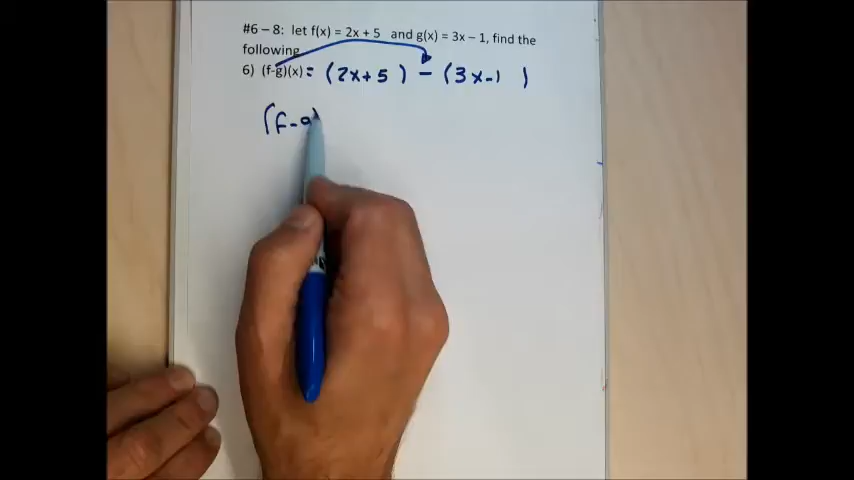 #6 – 8: let f(x) = 2x + 5 and g(x) = 3x – 1, find the
following
6) (f-g)(x) = (2x+5) - (3x-1)
(f-g